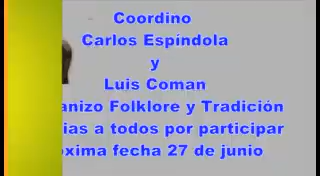 Coordino
Carlos Espíndola
y
Luis Coman
anizo Folklore y Tradición
ias a todos por participar
oxima fecha 27 de junio